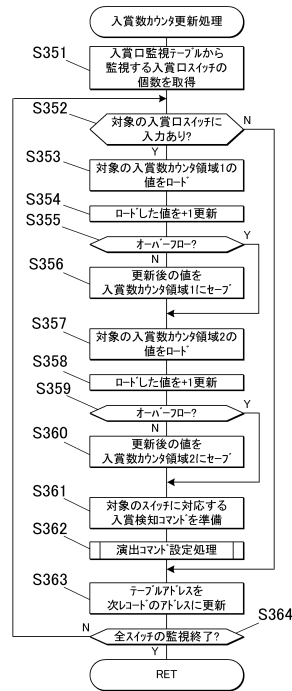 入賞数カウンタ更新処理
S351
入賞口監視テーブルから
監視する入賞口スイッチの
個数を取得
S352
対象の入賞口スイッチに
入力あり?
N
Y
S353
対象の入賞数カウンタ領域1の
値をロード
S354
ロードした値を+1更新
S355
オーバーフロー?
Y
N
S356
更新後の値を
入賞数カウンタ領域1にセーブ
S357
対象の入賞数カウンタ領域2の
値をロード
S358
ロードした値を+1更新
S359
オーバーフロー?
Y
N
S360
更新後の値を
入賞数カウンタ領域2にセーブ
S361
対象のスイッチに対応する
入賞検知コマンドを準備
S362
演出コマンド設定処理
S363
テーブルアドレスを
次レコードのアドレスに更新
S364
N
全スイッチの監視終了?
Y
RET